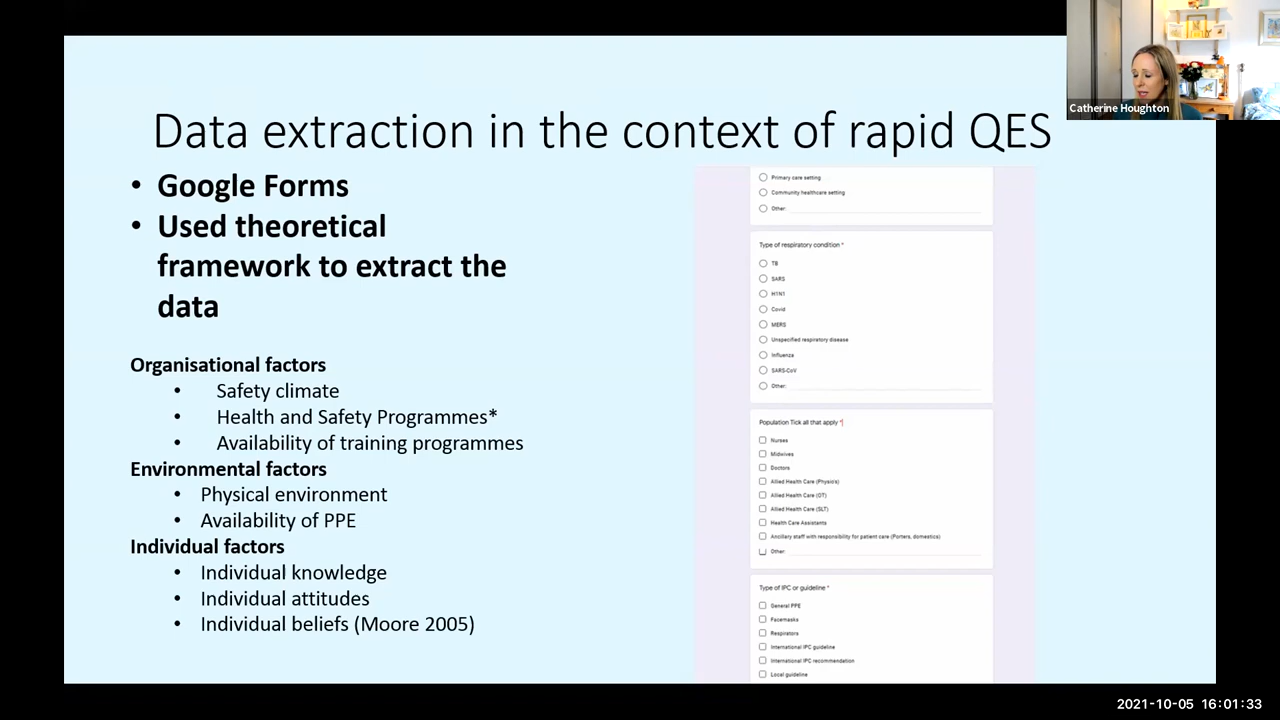 Catherine Houghton
Data extraction in the context of rapid QES
• Google Forms
• Used theoretical
framework to extract the
data
Organisational factors
• Safety climate
• Health and Safety Programmes*
• Availability of training programmes
Environmental factors
• Physical environment
• Availability of PPE
Individual factors
• Individual knowledge
• Individual attitudes
• Individual beliefs (Moore 2005)
Primary care setting
Community healthcare setting
Other:
Type of respiratory condition *
TB
SARS
H1N1
Covid
MERS
Unspecified respiratory disease
Influenza
SARS-CoV
Other:
Population Tick all that apply *
Nurses
Midwives
Doctors
Allied Health Care (Physio's)
Allied Health Care (OT)
Allied Health Care (SLT)
Health Care Assistants
Ancillary staff with responsibility for patient care (Porters, domestics)
Other:
Type of IPC or guideline *
General PPE
Facemasks
Respirators
International IPC guideline
International IPC recommendation
Local guideline
2021-10-05 16:01:33